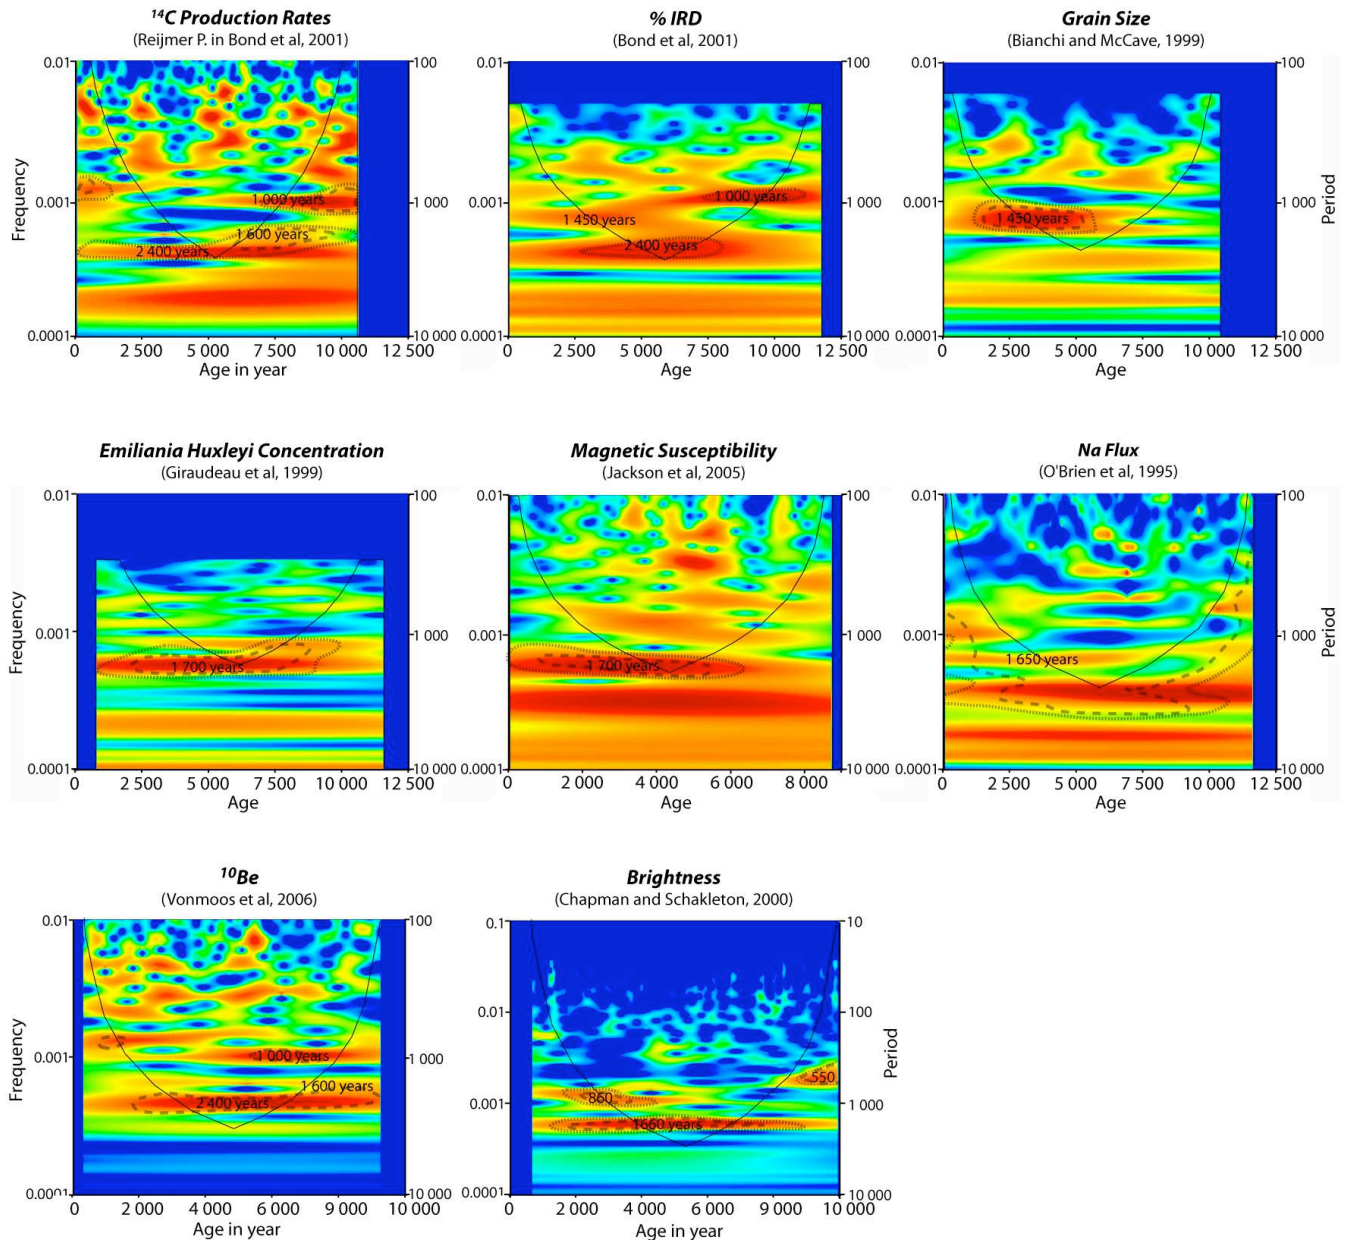 14C Production Rates
(Reijmer P. in Bond et al, 2001)
% IRD
(Bond et al, 2001)
Grain Size
(Bianchi and McCave, 1999)
0.01
100
0.01
100
0.01
100
Frequency
0.001
1 000 years
1 000
0.001
1 000 years
1 000
0.001
1 000
Period
1 600 years
1 450 years
1 450 years
2 400 years
2 400 years
0.0001
10 000
0.0001
10 000
0.0001
10 000
0 2 500 5 000 7 500 10 000 12 500
0 2 500 5 000 7 500 10 000 12 500
0 2 500 5 000 7 500 10 000 12 500
Age in year
Age
Age
Emiliania Huxleyi Concentration
(Giraudeau et al, 1999)
Magnetic Susceptibility
(Jackson et al, 2005)
Na Flux
(O'Brien et al, 1995)
0.01
100
0.01
100
0.01
100
Frequency
0.001
1 000
0.001
1 000
0.001
1 000
Period
1 700 years
1 700 years
1 650 years
0.0001
10 000
0.0001
10 000
0.0001
10 000
0 2 500 5 000 7 500 10 000 12 500
0 2 000 4 000 6 000 8 000
0 2 500 5 000 7 500 10 000 12 500
Age
Age
Age
10Be
(Vonmoos et al, 2006)
Brightness
(Chapman and Schakleton, 2000)
0.01
100
0.1
10
0.01
100
Frequency
0.001
1 000 years
1 000
Period
550
1 600 years
2 400 years
860
0.001
1 000
1660 years
0.0001
10 000
0.0001
10 000
0 2 000 4 000 6 000 8 000 10 000
0 2 000 4 000 6 000 9 000 10 000
Age in year
Age in year